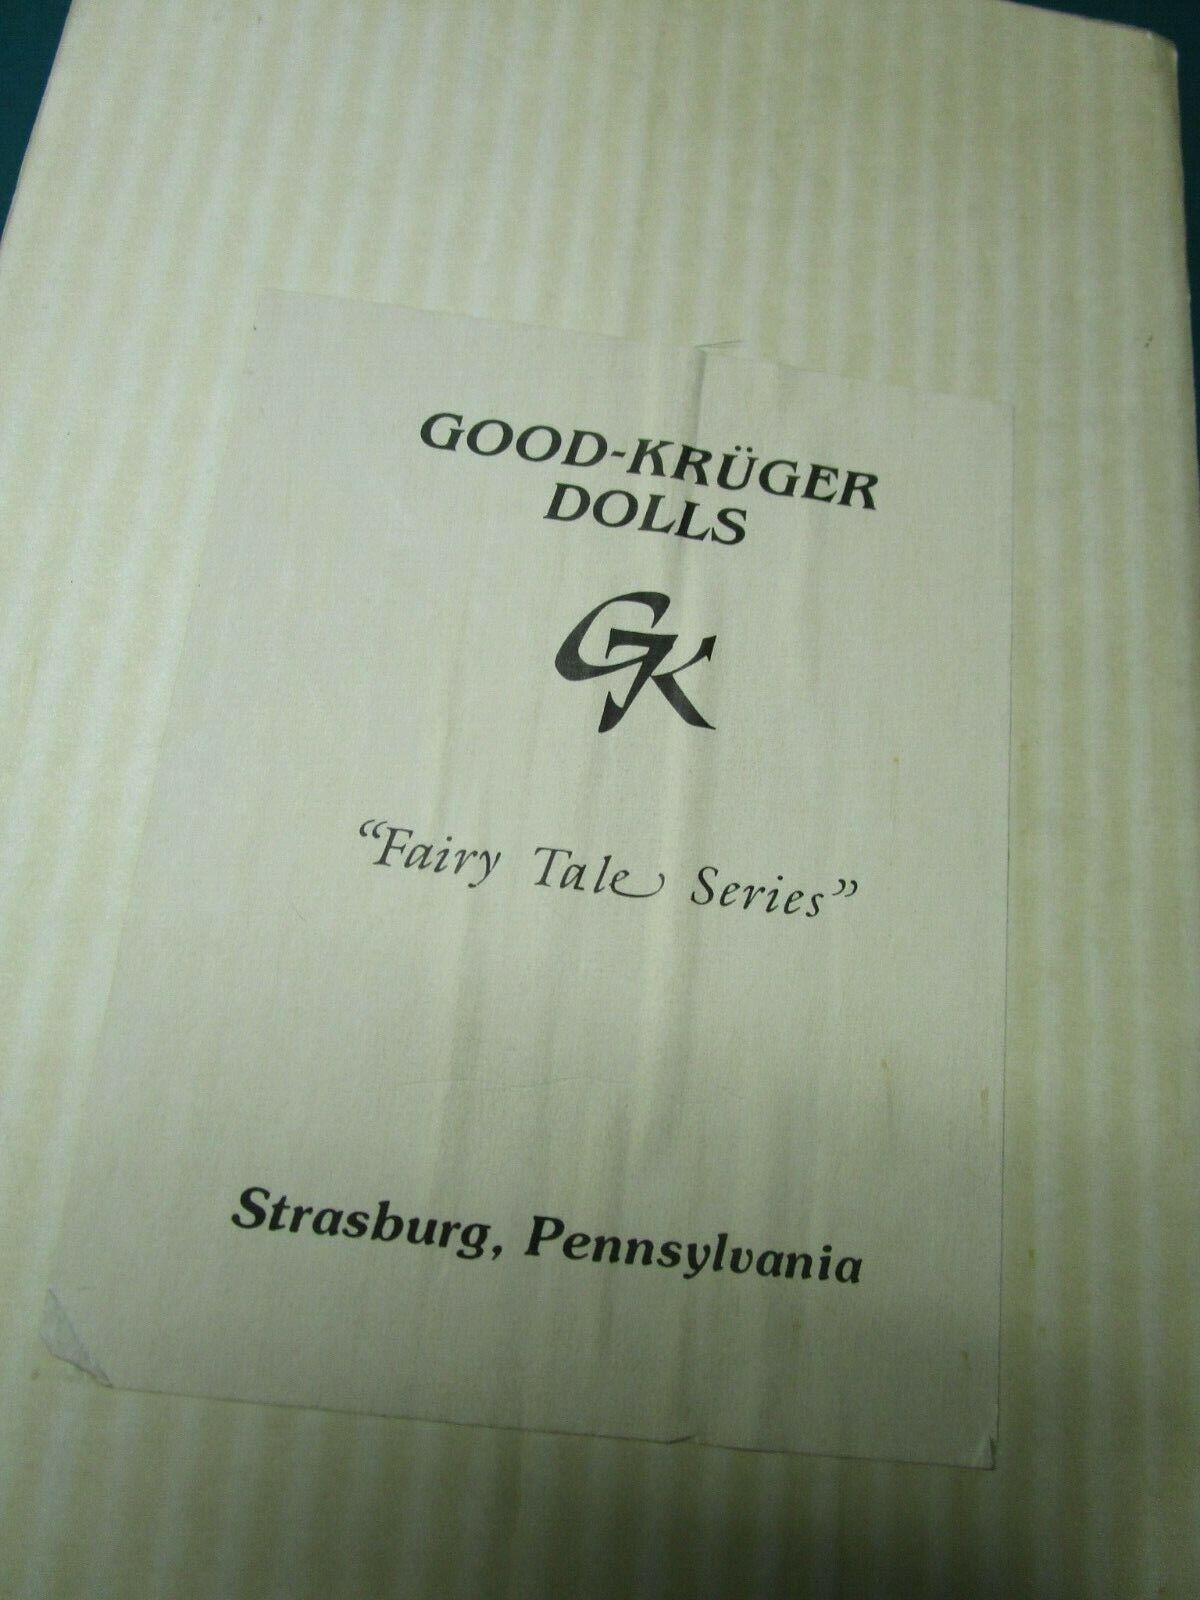 GOOD-KRÜGER
DOLLS
GK
“Fairy Tale Series”
Strasburg, Pennsylvania